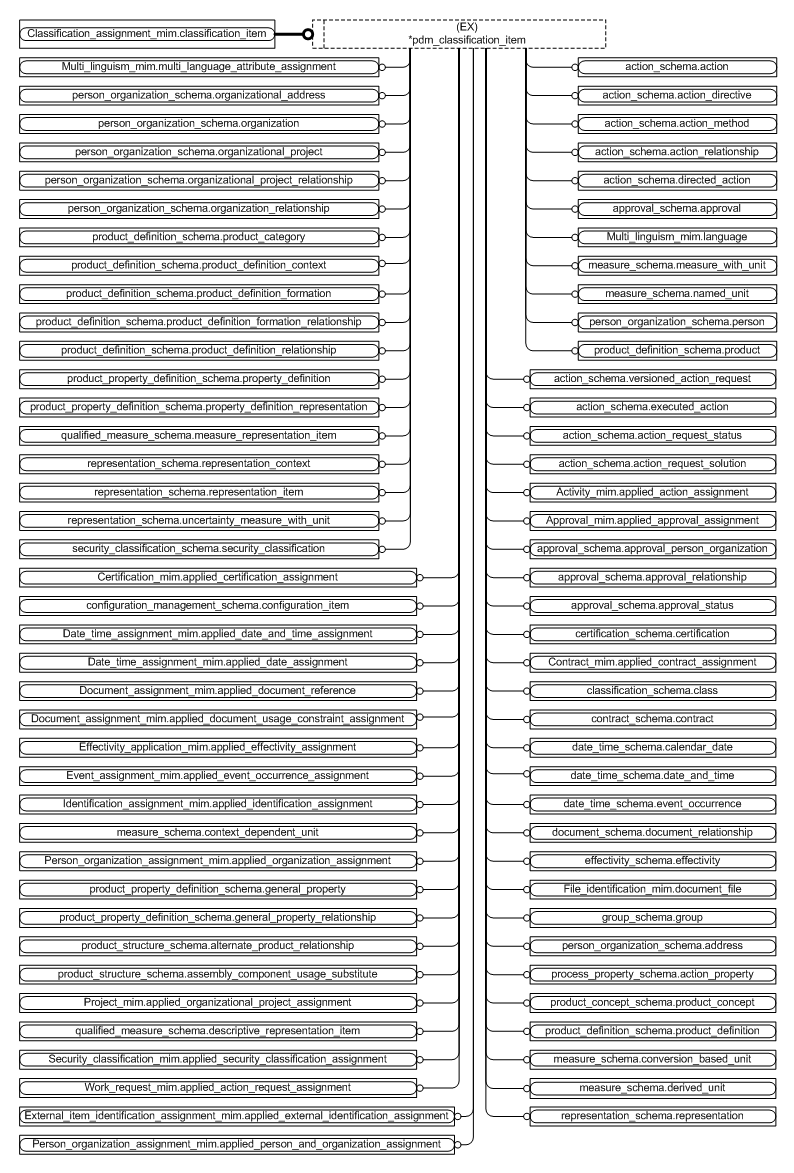 Classification_assignment_mim.classification_item
(EX)
*pdm_classification_item
Multi_linguism_mim.multi_language_attribute_assignment
person_organization_schema.organizational_address
person_organization_schema.organization
person_organization_schema.organizational_project
person_organization_schema.organizational_project_relationship
person_organization_schema.organization_relationship
product_definition_schema.product_category
product_definition_schema.product_definition_context
product_definition_schema.product_definition_formation
product_definition_schema.product_definition_formation_relationship
product_definition_schema.product_definition_relationship
product_property_definition_schema.property_definition
product_property_definition_schema.property_definition_representation
qualified_measure_schema.measure_representation_item
representation_schema.representation_context
representation_schema.representation_item
representation_schema.uncertainty_measure_with_unit
security_classification_schema.security_classification
Certification_mim.applied_certification_assignment
configuration_management_schema.configuration_item
Date_time_assignment_mim.applied_date_and_time_assignment
Date_time_assignment_mim.applied_date_assignment
Document_assignment_mim.applied_document_reference
Document_assignment_mim.applied_document_usage_constraint_assignment
Effectivity_application_mim.applied_effectivity_assignment
Event_assignment_mim.applied_event_occurrence_assignment
Identification_assignment_mim.applied_identification_assignment
measure_schema.context_dependent_unit
Person_organization_assignment_mim.applied_organization_assignment
product_property_definition_schema.general_property
product_property_definition_schema.general_property_relationship
product_structure_schema.alternate_product_relationship
product_structure_schema.assembly_component_usage_substitute
Project_mim.applied_organizational_project_assignment
qualified_measure_schema.descriptive_representation_item
Security_classification_mim.applied_security_classification_assignment
Work_request_mim.applied_action_request_assignment
External_item_identification_assignment_mim.applied_external_identification_assignment
Person_organization_assignment_mim.applied_person_and_organization_assignment
action_schema.action
action_schema.action_directive
action_schema.action_method
action_schema.action_relationship
action_schema.directed_action
approval_schema.approval
Multi_linguism_mim.language
measure_schema.measure_with_unit
measure_schema.named_unit
person_organization_schema.person
product_definition_schema.product
action_schema.versioned_action_request
action_schema.executed_action
action_schema.action_request_status
action_schema.action_request_solution
Activity_mim.applied_action_assignment
Approval_mim.applied_approval_assignment
approval_schema.approval_person_organization
approval_schema.approval_relationship
approval_schema.approval_status
certification_schema.certification
Contract_mim.applied_contract_assignment
classification_schema.class
contract_schema.contract
date_time_schema.calendar_date
date_time_schema.date_and_time
date_time_schema.event_occurrence
document_schema.document_relationship
effectivity_schema.effectivity
File_identification_mim.document_file
group_schema.group
person_organization_schema.address
process_property_schema.action_property
product_concept_schema.product_concept
product_definition_schema.product_definition
measure_schema.conversion_based_unit
measure_schema.derived_unit
representation_schema.representation